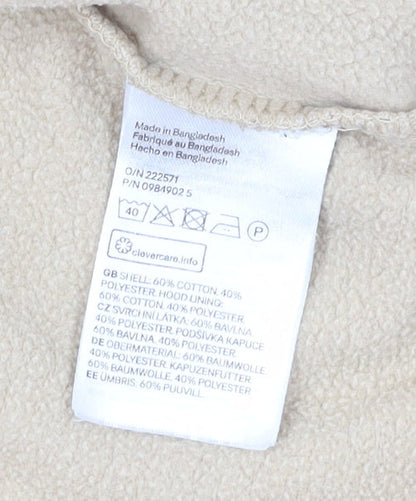 Made in Bangladesh
Fabriqué au Bangladesh
Hecho en Bangladesh
O/N 222571
P/N 0984902 S
40 P
clevercare.info
GB SHELL: 60% COTTON, 40%
POLYESTER. HOOD LINING:
60% COTTON, 40% POLYESTER
CZ SVRCHNI LÁTKA: 60% BAVLNA,
40% POLYESTER. PODŠÍVKA KAPUCE
60% BAVLNA, 40% POLYESTER
DE OBERMATERIAL: 60% BAUMWOLLE
40% POLYESTER. KAPUZENFUTTER
60% BAUMWOLLE, 40% POLYESTER
EE ÜMBRIS: 60% PUUVILL,